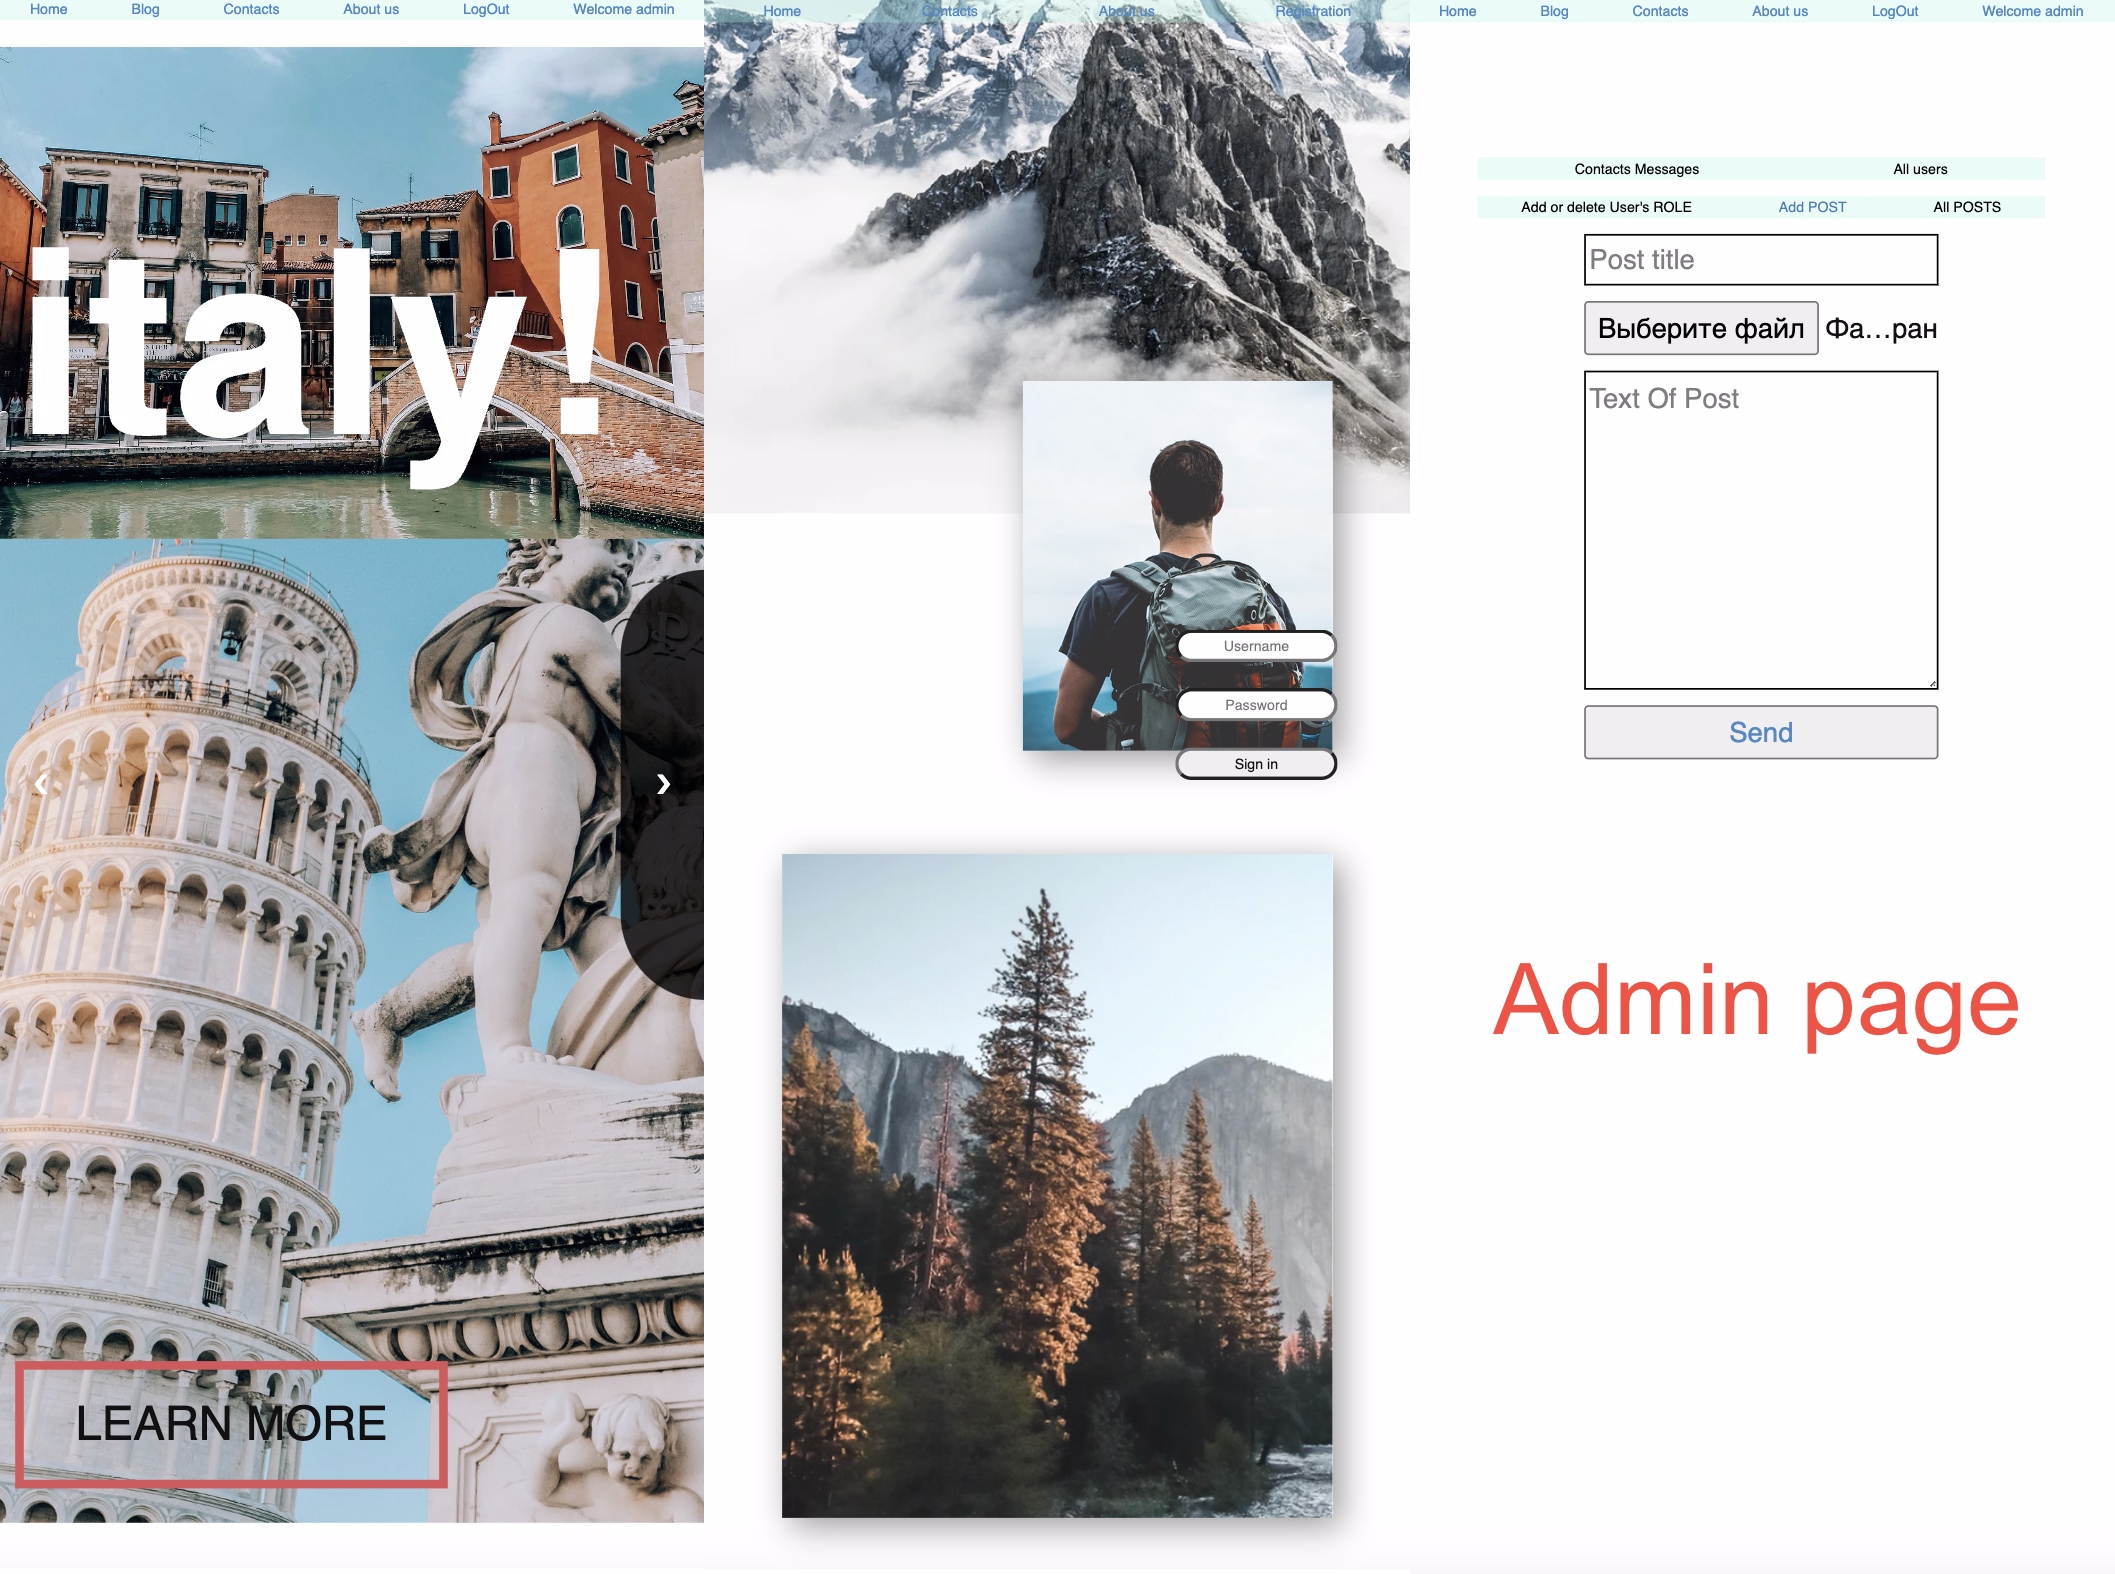 Home Blog Contacts About us LogOut Welcome admin
italy!
‹ ›
LEARN MORE
Home Contacts About us Registration
Username
Password
Sign in
Home Blog Contacts About us LogOut Welcome admin
Contacts Messages All users
Add or delete User's ROLE Add POST All POSTS
Post title
Выберите файл Фа...ран
Text Of Post
Send
Admin page